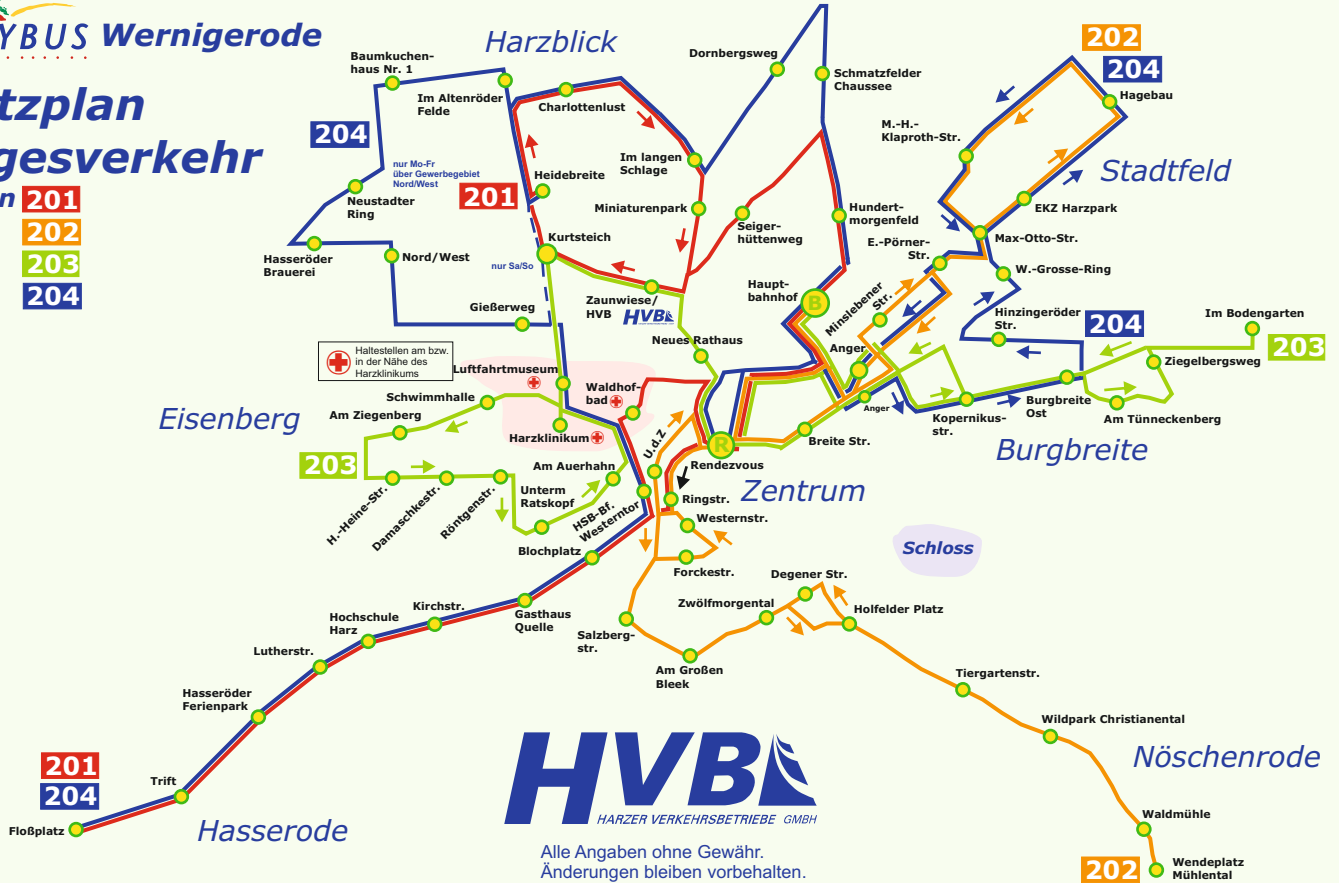 YBUS Wernigerode
tzplan
gesverkehr
n 201
202
203
204
Harzblick
Baumkuchen-
haus Nr. 1
Im Altenröder
Felde
Charlottenlust
Dornbergsweg
Schmatzfelder
Chaussee
202
204
Hagebau
M.-H.-
Klaproth-Str.
Stadtfeld
204
nur Mo-Fr
über Gewerbegebiet
Nord/West
201
Heidebreite
Im langen
Schlage
Miniaturenpark
Neustadter
Ring
Hasseröder
Brauerei
Nord/West
Kurtsteich
nur Sa/So
Seiger-
hüttenweg
Hundert-
morgenfeld
EKZ Harzpark
Max-Otto-Str.
E.-Pörner-
Str.
W.-Grosse-Ring
Gießerweg
Zaunwiese/
HVB
HVB
Haupt-
bahnhof
B
Minslebener
Str.
Hinzingeröder
Str.
204
Im Bodengarten
203
Ziegelbergsweg
Neues Rathaus
Anger
Anger
Haltestellen am bzw.
in der Nähe des
Harzklinikums
Luftfahrtmuseum
Waldhof-
bad
Schwimmhalle
Eisenberg
Am Ziegenberg
Harzklinikum
203
Kopernikus-
str.
Burgbreite
Ost
Am Tünneckenberg
Burgbreite
Breite Str.
U.d.Z
R
Rendezvous
Zentrum
Am Auerhahn
Unterm
Ratskopf
H.-Heine-Str.
Damaschkestr.
Röntgenstr.
HSB-Bf.
Westerntor
Ringstr.
Westernstr.
Blochplatz
Forckestr.
Schloss
Degener Str.
Zwölfmorgental
Holfelder Platz
Gasthaus
Quelle
Kirchstr.
Hochschule
Harz
Lutherstr.
Salzberg-
str.
Am Großen
Bleek
Tiergartenstr.
Hasseröder
Ferienpark
Wildpark Christianental
Nöschenrode
201
204
Trift
Floßplatz
Hasserode
HVB
HARZER VERKEHRSBETRIEBE GMBH
Waldmühle
Alle Angaben ohne Gewähr.
Änderungen bleiben vorbehalten.
202
Wendeplatz
Mühlental